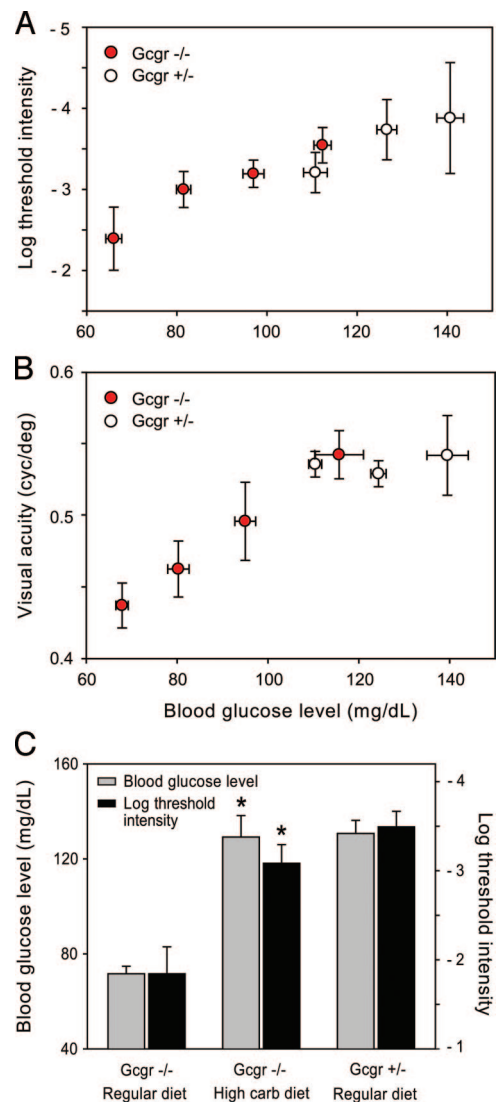 A
Gcgr -/-
Gcgr +/-
Log threshold intensity
- 5
- 4
- 3
- 2
60 80 100 120 140
B
Gcgr -/-
Gcgr +/-
Visual acuity (cyc/deg)
0.6
0.5
0.4
60 80 100 120 140
Blood glucose level (mg/dL)
C
Blood glucose level (mg/dL)
160
120
80
40
Blood glucose level
Log threshold
intensity
* *
- 4
- 3
- 2
- 1
Log threshold
intensity
Gcgr -/- Gcgr -/- Gcgr +/-
Regular diet High carb diet Regular diet